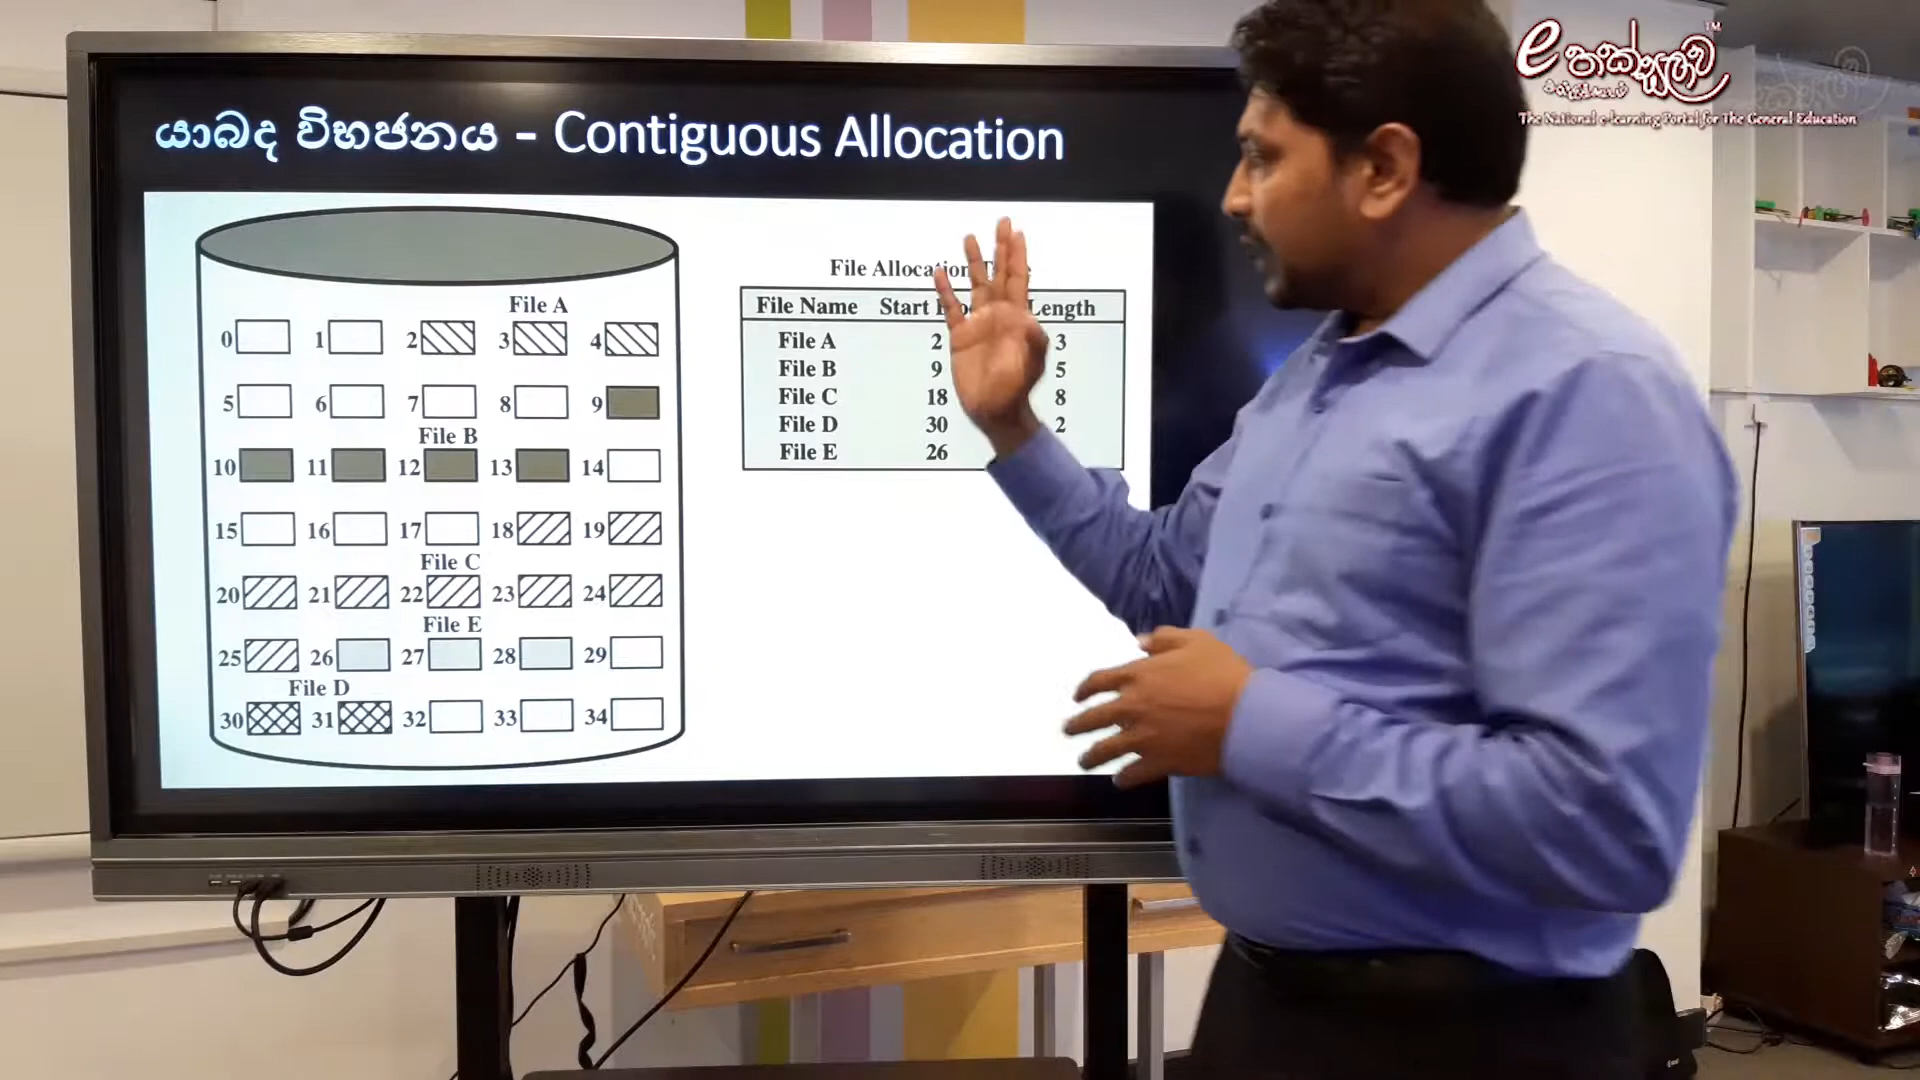 e තක්සලාව™
The National e-learning Portal for The General Education
යාබද විභජනය - Contiguous Allocation
File A
0 1 2 3 4
5 6 7 8 9
File B
10 11 12 13 14
15 16 17 18 19
File C
20 21 22 23 24
File E
25 26 27 28 29
File D
30 31 32 33 34
File Allocation
File Name Start Length
File A 2 3
File B 9 5
File C 18 8
File D 30 2
File E 26